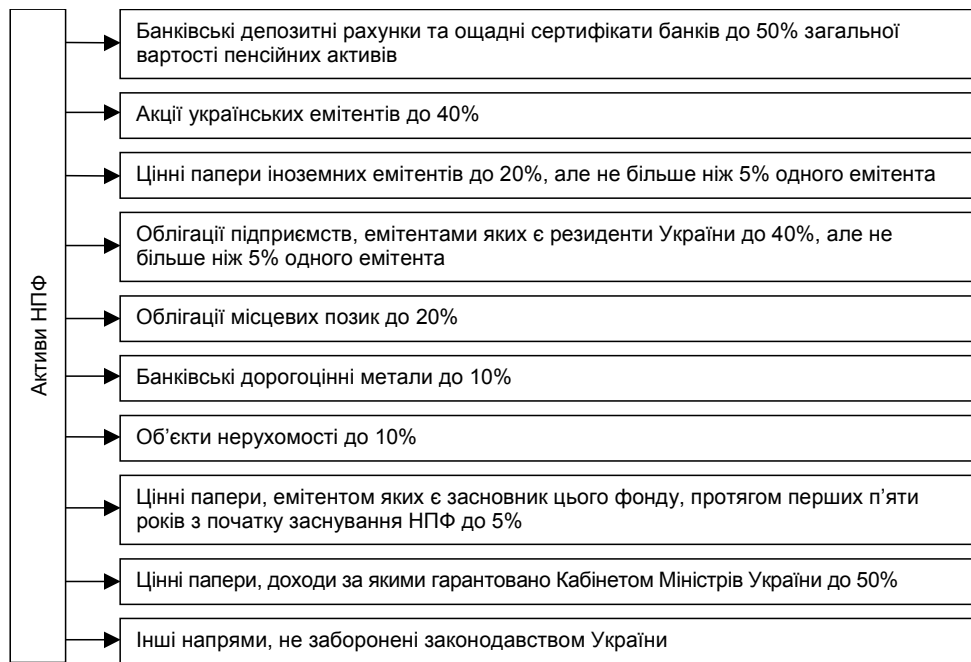 Активи НПФ
Банківські депозитні рахунки та ощадні сертифікати банків до 50% загальної
вартості пенсійних активів
Акції українських емітентів до 40%
Цінні папери іноземних емітентів до 20%, але не більше ніж 5% одного емітента
Облігації підприємств, емітентами яких є резиденти України до 40%, але не
більше ніж 5% одного емітента
Облігації місцевих позик до 20%
Банківські дорогоцінні метали до 10%
Об’єкти нерухомості до 10%
Цінні папери, емітентом яких є засновник цього фонду, протягом перших п’яти
років з початку заснування НПФ до 5%
Цінні папери, доходи за якими гарантовано Кабінетом Міністрів України до 50%
Інші напрями, не заборонені законодавством України